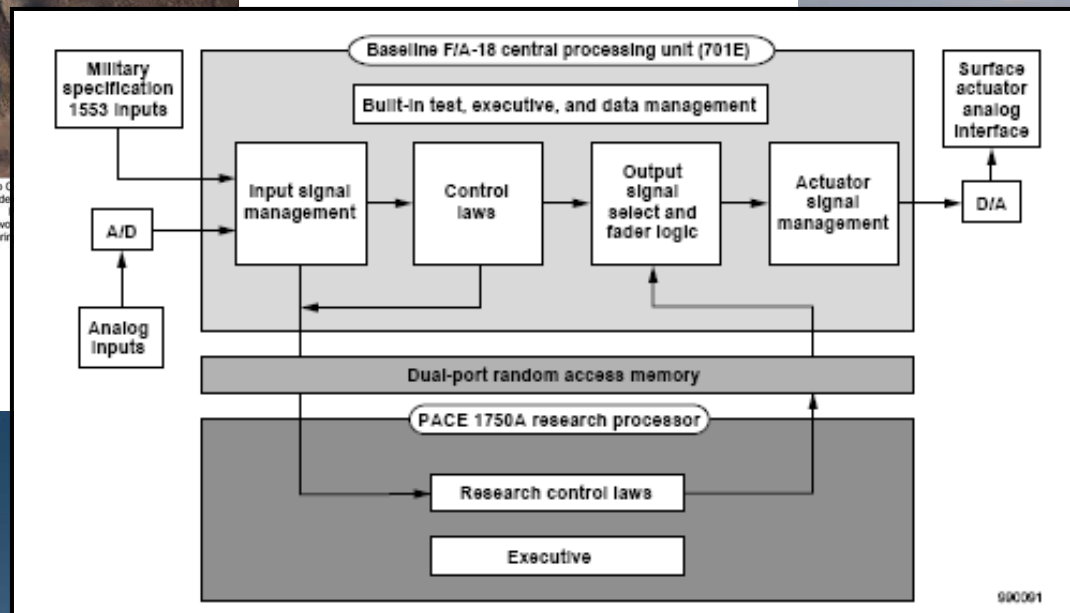 Baseline F/A-18 central processing unit (701E)
Military
specification
1553 inputs
Built-in test, executive, and data management
Surface
actuator
analog
interface
Input signal
management
Control
laws
Output
signal
select and
fader logic
Actuator
signal
management
A/D
D/A
Analog
inputs
Dual-port random access memory
PACE 1750A research processor
Research control laws
Executive
990091